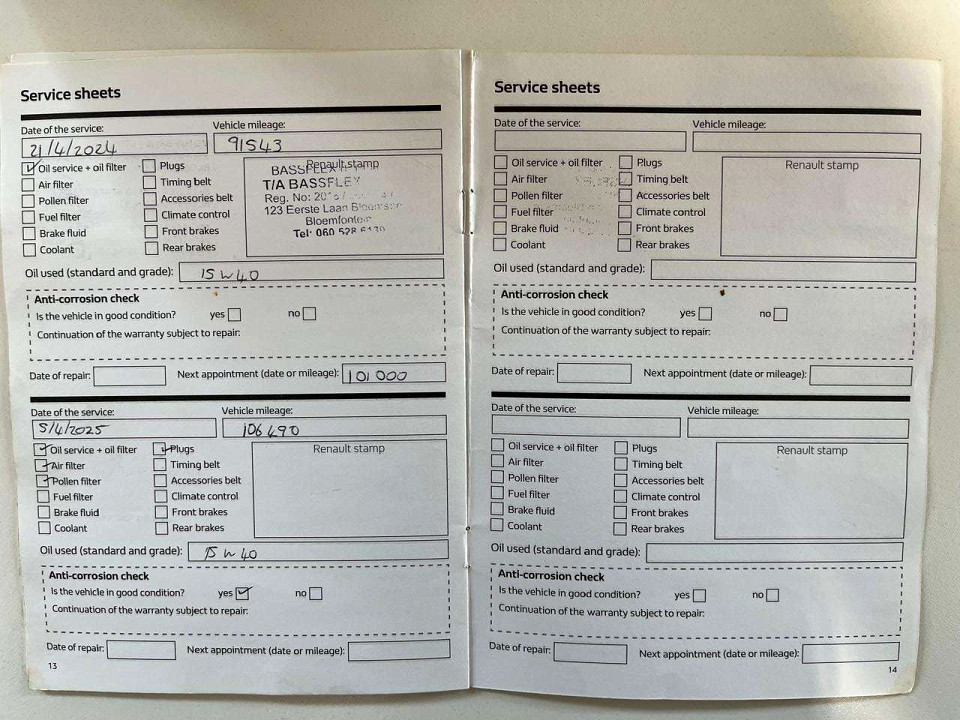 Service sheets
Date of the service:
Vehicle mileage:
21/4/2024
91543
Oil service + oil filter
Plugs
Renault stamp
Air filter
Timing belt
Pollen filter
Accessories belt
Fuel filter
Climate control
Brake fluid
Front brakes
Coolant
Rear brakes
T/A BASSFLEX
Reg. No:
123 Eerste Laan
Bloemfontein
Tel: 060 528
Oil used (standard and grade):
15 W 40
Anti-corrosion check
Is the vehicle in good condition? yes no
Continuation of the warranty subject to repair:
Date of repair:
Next appointment (date or mileage):
101 000
Date of the service:
Vehicle mileage:
5/4/2025
106490
Oil service + oil filter
Plugs
Renault stamp
Air filter
Timing belt
Pollen filter
Accessories belt
Fuel filter
Climate control
Brake fluid
Front brakes
Coolant
Rear brakes
Oil used (standard and grade):
15 W 40
Anti-corrosion check
Is the vehicle in good condition? yes no
Continuation of the warranty subject to repair:
Date of repair:
Next appointment (date or mileage):
13
Service sheets
Date of the service:
Vehicle mileage:
Oil service + oil filter
Plugs
Renault stamp
Air filter
Timing belt
Pollen filter
Accessories belt
Fuel filter
Climate control
Brake fluid
Front brakes
Coolant
Rear brakes
Oil used (standard and grade):
Anti-corrosion check
Is the vehicle in good condition? yes no
Continuation of the warranty subject to repair:
Date of repair:
Next appointment (date or mileage):
Date of the service:
Vehicle mileage:
Oil service + oil filter
Plugs
Renault stamp
Air filter
Timing belt
Pollen filter
Accessories belt
Fuel filter
Climate control
Brake fluid
Front brakes
Coolant
Rear brakes
Oil used (standard and grade):
Anti-corrosion check
Is the vehicle in good condition? yes no
Continuation of the warranty subject to repair:
Date of repair:
Next appointment (date or mileage):
14